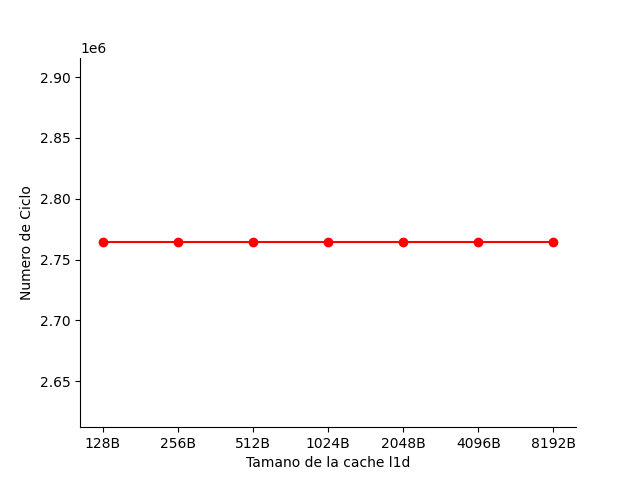 1e6
2.90
2.85
2.80
2.75
2.70
2.65
Numero de Ciclo
128B 256B 512B 1024B 2048B 4096B 8192B
Tamano de la cache l1d